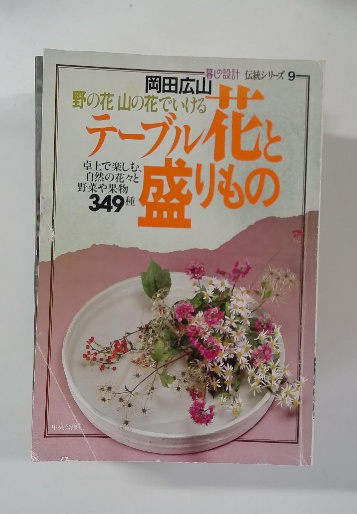 暮しの設計 伝統シリーズ 9
岡田広山
野の花 山の花でいける
テーブル花と
盛りもの
卓上で楽しむ、
自然の花々と
野菜や果物
349種